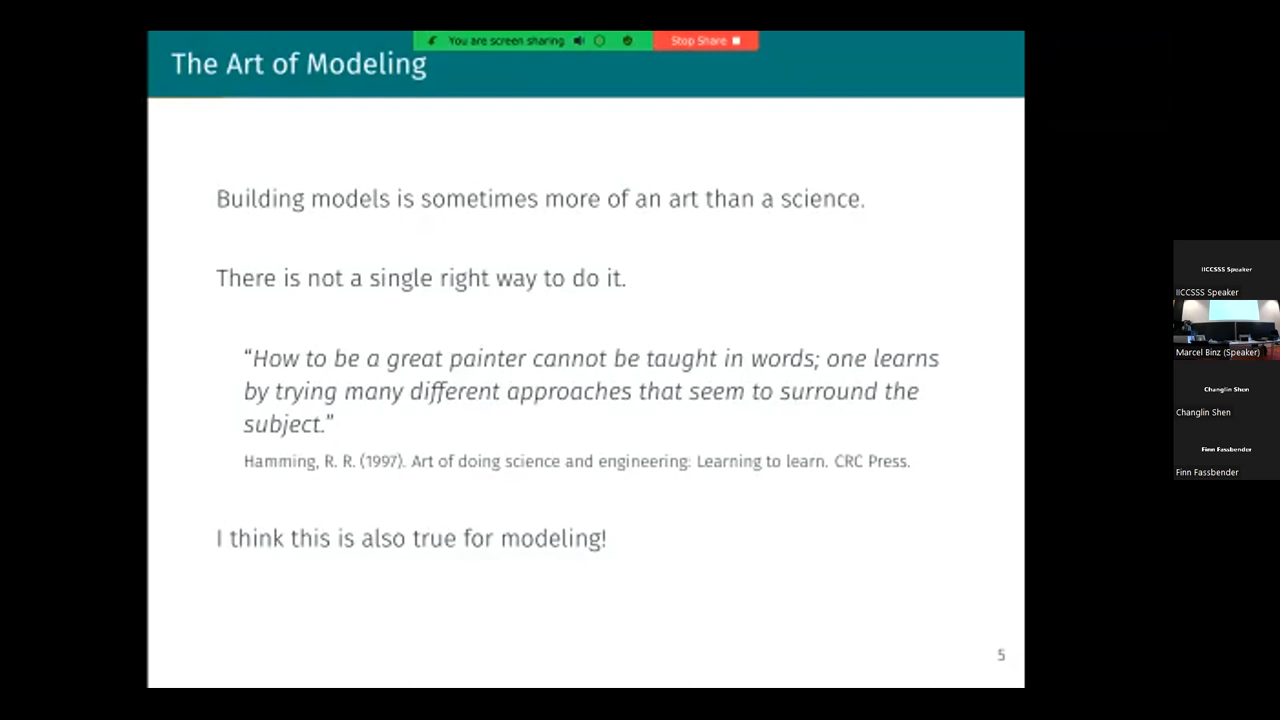 You are screen sharing
Stop Share
The Art of Modeling
Building models is sometimes more of an art than a science.
There is not a single right way to do it.
“How to be a great painter cannot be taught in words; one learns
by trying many different approaches that seem to surround the
subject.”
Hamming, R. R. (1997). Art of doing science and engineering: Learning to learn. CRC Press.
I think this is also true for modeling!
5
IICCSSS Speaker
IICCSSS Speaker
Marcel Binz (Speaker)
Changlin Shen
Changlin Shen
Finn Fassbender
Finn Fassbender